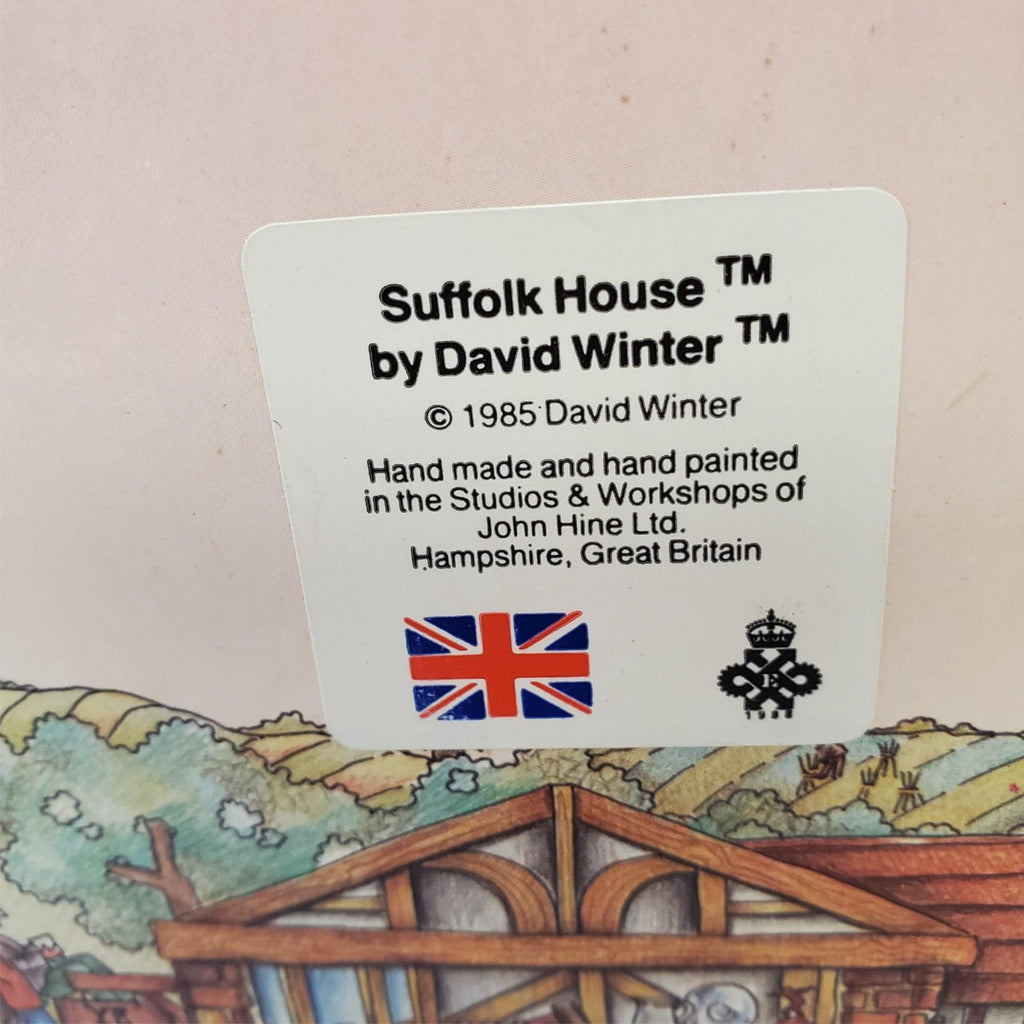 Suffolk House ™
by David Winter ™
© 1985 David Winter
Hand made and hand painted
in the Studios & Workshops of
John Hine Ltd.
Hampshire, Great Britain
E
1988